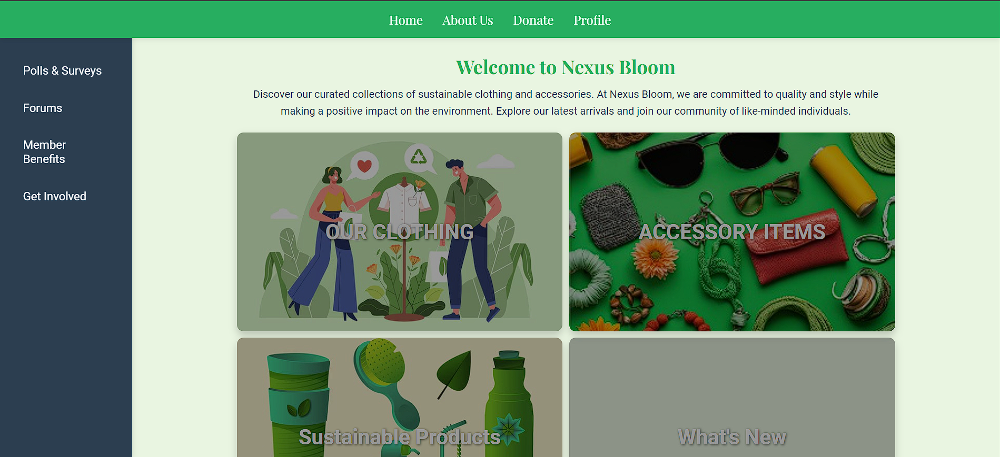 Home About Us Donate Profile
Polls & Surveys
Forums
Member
Benefits
Get Involved
Welcome to Nexus Bloom
Discover our curated collections of sustainable clothing and accessories. At Nexus Bloom, we are committed to quality and style while
making a positive impact on the environment. Explore our latest arrivals and join our community of like-minded individuals.
OUR CLOTHING
ACCESSORY ITEMS
Sustainable Products
What's New